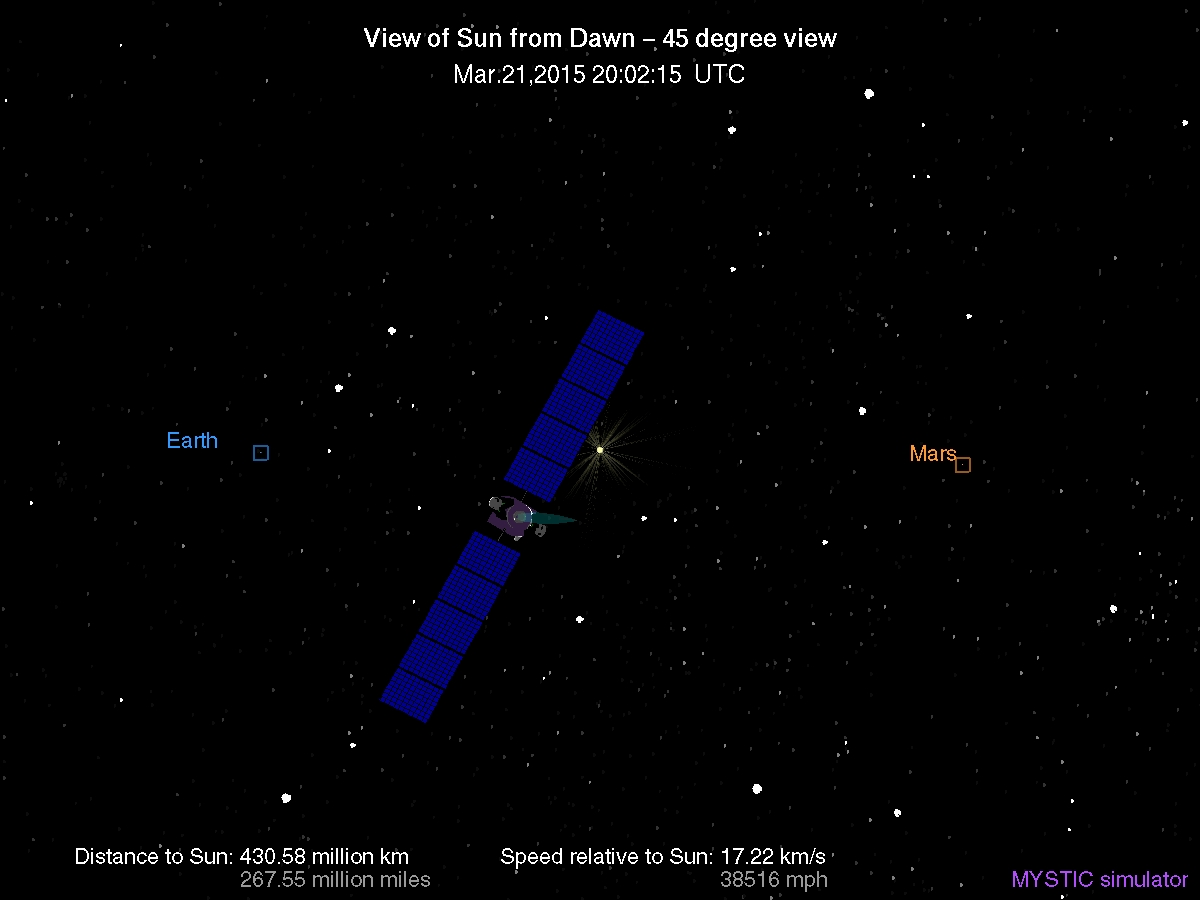 View of Sun from Dawn – 45 degree view
Mar.21,2015 20:02:15 UTC
Earth
Mars
Distance to Sun: 430.58 million km
267.55 million miles
Speed relative to Sun: 17.22 km/s
38516 mph
MYSTIC simulator